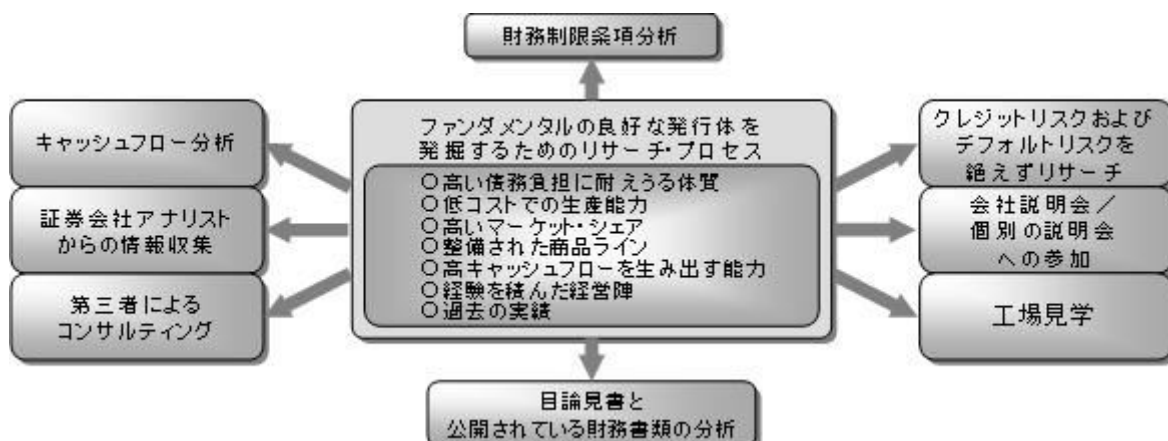 財務制限条項分析
キャッシュフロー分析
証券会社アナリスト
からの情報収集
第三者による
コンサルティング
ファンダメンタルの良好な発行体を
発掘するためのリサーチ・プロセス
○高い債務負担に耐えうる体質
○低コストでの生産能力
○高いマーケット・シェア
○整備された商品ライン
○高キャッシュフローを生み出す能力
○経験を積んだ経営陣
○過去の実績
クレジットリスクおよび
デフォルトリスクを
絶えずリサーチ
会社説明会／
個別の説明会
への参加
工場見学
目論見書と
公開されている財務書類の分析